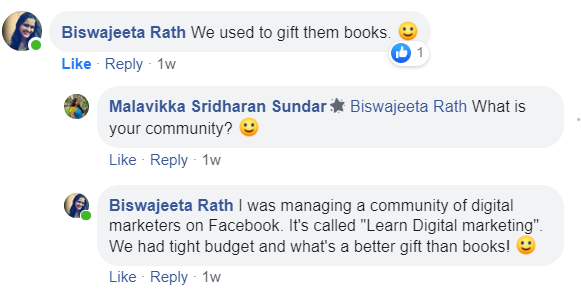 Biswajeeta Rath We used to gift them books. 🙂
1
Like · Reply · 1w
Malavikka Sridharan Sundar Biswajeeta Rath What is
your community? 🙂
Like · Reply · 1w
Biswajeeta Rath I was managing a community of digital
marketers on Facebook. It's called "Learn Digital marketing".
We had tight budget and what's a better gift than books! 🙂
Like · Reply · 1w